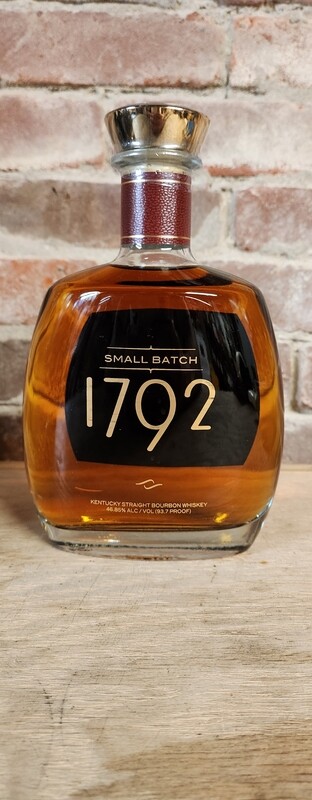 SMALL BATCH
1792
KENTUCKY STRAIGHT BOURBON WHISKEY
46.85% ALC / VOL (93.7 PROOF)